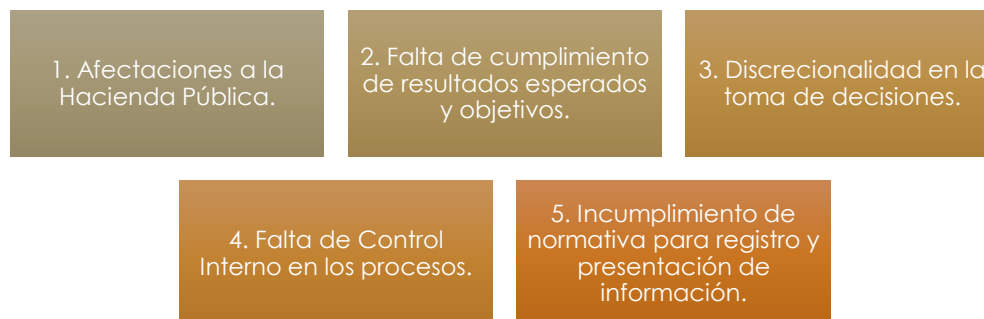 1. Afectaciones a la
Hacienda Pública.
2. Falta de cumplimiento
de resultados esperados
y objetivos.
3. Discrecionalidad en la
toma de decisiones.
4. Falta de Control
Interno en los procesos.
5. Incumplimiento de
normativa para registro y
presentación de
información.